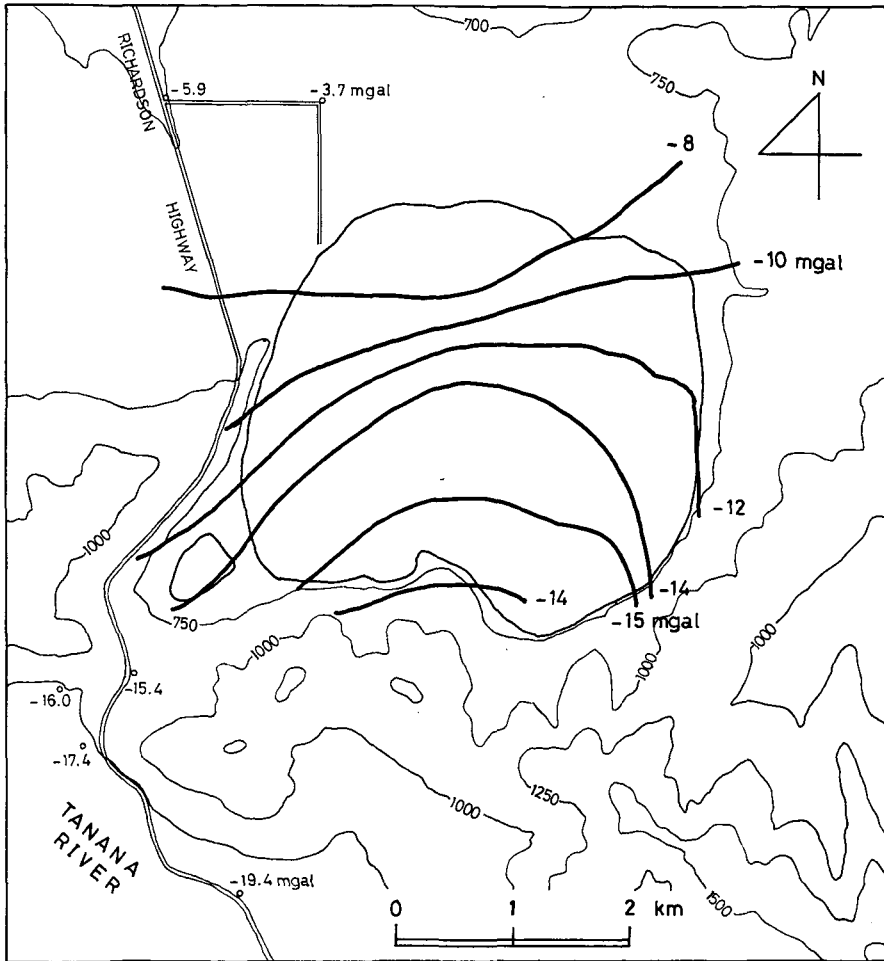 700
750
N
RICHARDSON
HIGHWAY
-5.9
-3.7 mgal
-8
-10 mgal
-12
-14
-15 mgal
-14
1000
750
1000
1000
1000
-15.4
-16.0
-17.4
1250
1000
1500
TANANA
RIVER
-19.4 mgal
0 1 2 km